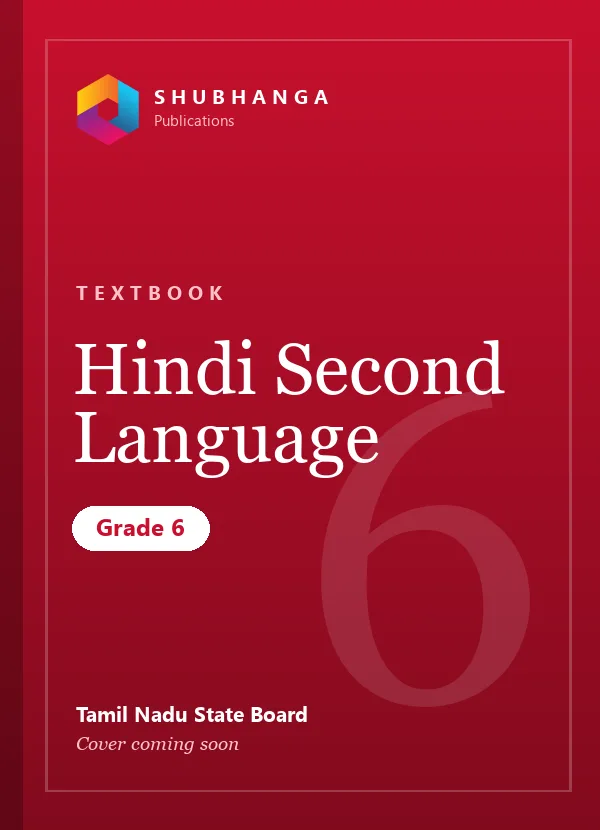 SHUBHANGA
Publications
TEXTBOOK
Hindi Second
Language
6
Grade 6
Tamil Nadu State Board
Cover coming soon